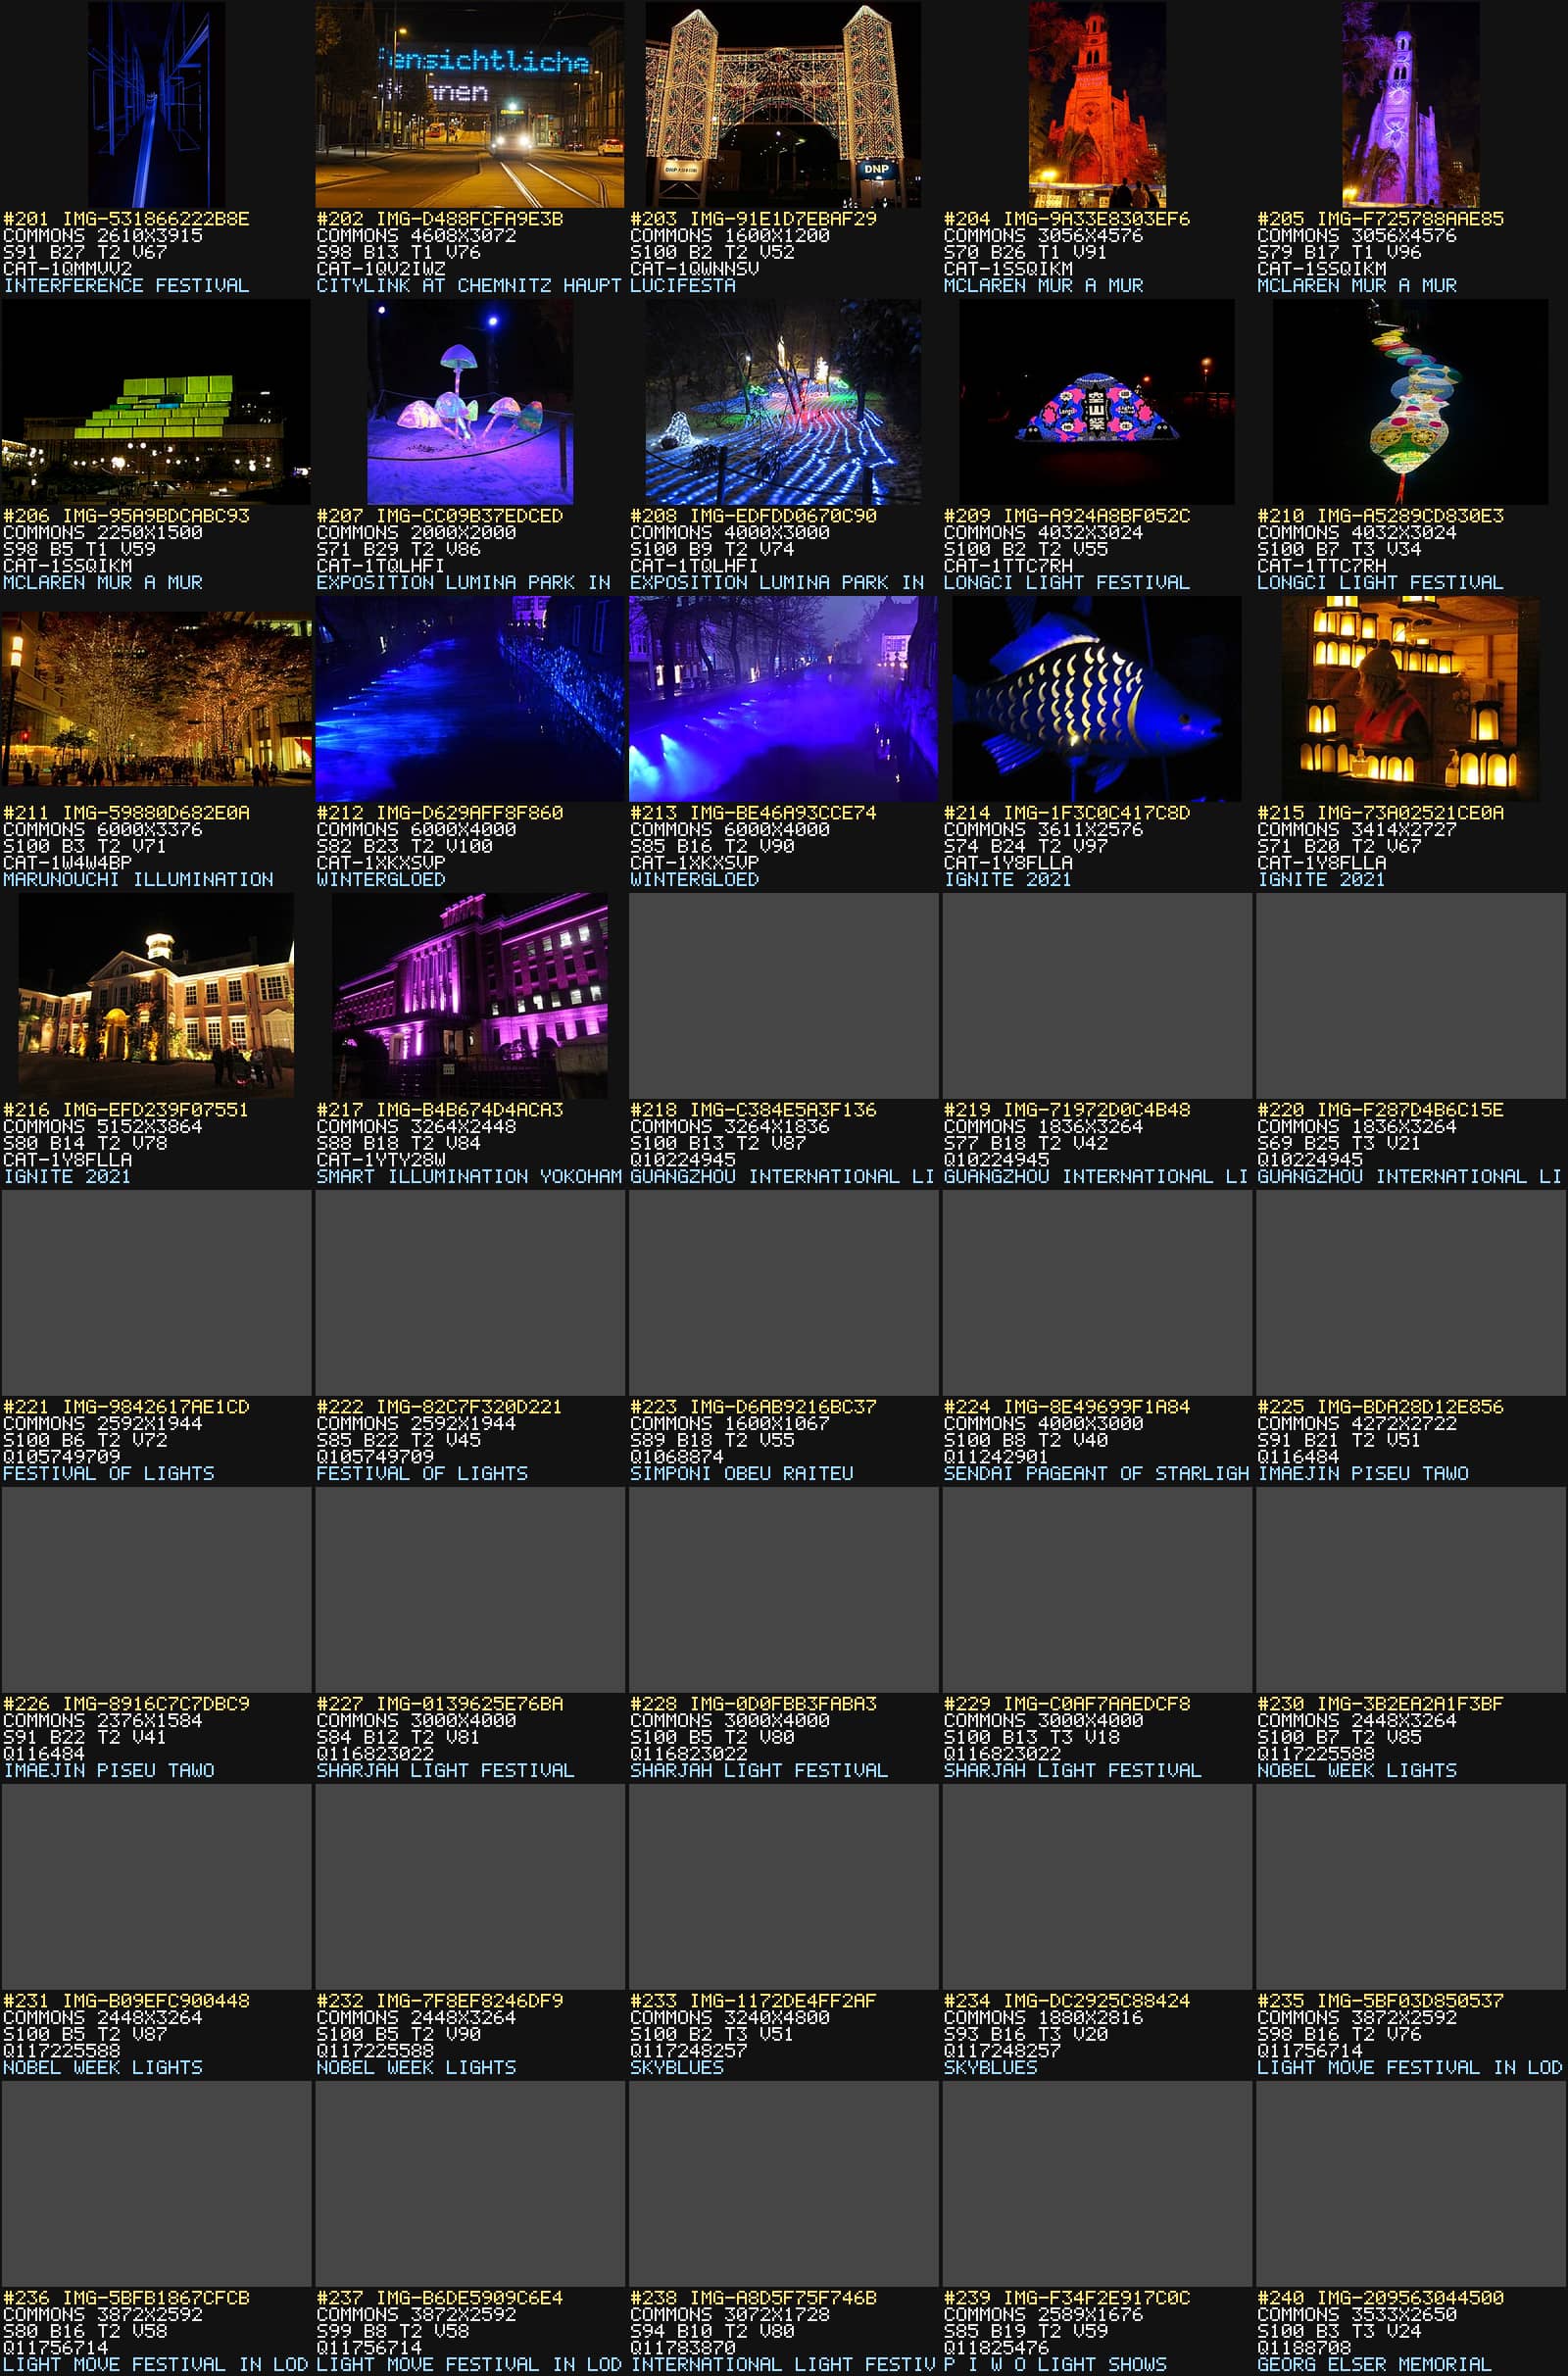 ensichtliche
nnen
DNP
#201 IMG-531866222B8E
COMMONS 2610X3915
S91 B27 T2 V67
CAT-1QMMVV2
INTERFERENCE FESTIVAL
#202 IMG-D488FCFA9E3B
COMMONS 4608X3072
S98 B13 T1 V76
CAT-1QV2IWZ
CITYLINK AT CHEMNITZ HAUPT
#203 IMG-91E1D7EBAF29
COMMONS 1600X1200
S100 B2 T2 V52
CAT-1QWNNSV
LUCIFESTA
#204 IMG-9A33E8303EF6
COMMONS 3056X4576
S70 B26 T1 V91
CAT-1SSQIKM
MCLAREN MUR A MUR
#205 IMG-F725788AAE85
COMMONS 3056X4576
S79 B17 T1 V96
CAT-1SSQIKM
MCLAREN MUR A MUR
#206 IMG-95A9BDCABC93
COMMONS 2250X1500
S98 B5 T1 V59
CAT-1SSQIKM
MCLAREN MUR A MUR
#207 IMG-CC09B37EDCED
COMMONS 2000X2000
S71 B29 T2 V86
CAT-1TQLHFI
EXPOSITION LUMINA PARK IN
#208 IMG-EDFDD0670C90
COMMONS 4000X3000
S100 B9 T2 V74
CAT-1TQLHFI
EXPOSITION LUMINA PARK IN
#209 IMG-A924A8BF052C
COMMONS 4032X3024
S100 B2 T2 V55
CAT-1TTC7RH
LONGCI LIGHT FESTIVAL
#210 IMG-A5289CD830E3
COMMONS 4032X3024
S100 B7 T3 V34
CAT-1TTC7RH
LONGCI LIGHT FESTIVAL
#211 IMG-59880D682E0A
COMMONS 6000X3376
S100 B3 T2 V71
CAT-1W4W4BP
MARUNOUCHI ILLUMINATION
#212 IMG-D629AFF8F860
COMMONS 6000X4000
S82 B23 T2 V100
CAT-1XKXSVP
WINTERGLOED
#213 IMG-BE46A93CCE74
COMMONS 6000X4000
S85 B16 T2 V90
CAT-1XKXSVP
WINTERGLOED
#214 IMG-1F3C0C417C8D
COMMONS 3611X2576
S74 B24 T2 V97
CAT-1Y8FLLA
IGNITE 2021
#215 IMG-73A02521CE0A
COMMONS 3414X2727
S71 B20 T2 V67
CAT-1Y8FLLA
IGNITE 2021
#216 IMG-EFD239F07551
COMMONS 5152X3864
S80 B14 T2 V78
CAT-1Y8FLLA
IGNITE 2021
#217 IMG-B4B674D4ACA3
COMMONS 3264X2448
S88 B18 T2 V84
CAT-1YTY28W
SMART ILLUMINATION YOKOHAM
#218 IMG-C384E5A3F136
COMMONS 3264X1836
S100 B13 T2 V87
Q10224945
GUANGZHOU INTERNATIONAL LI
#219 IMG-71972D0C4B48
COMMONS 1836X3264
S77 B18 T2 V42
Q10224945
GUANGZHOU INTERNATIONAL LI
#220 IMG-F287D4B6C15E
COMMONS 1836X3264
S69 B25 T3 V21
Q10224945
GUANGZHOU INTERNATIONAL LI
#221 IMG-9842617AE1CD
COMMONS 2592X1944
S100 B6 T2 V72
Q105749709
FESTIVAL OF LIGHTS
#222 IMG-82C7F320D221
COMMONS 2592X1944
S85 B22 T2 V45
Q105749709
FESTIVAL OF LIGHTS
#223 IMG-D6AB9216BC37
COMMONS 1600X1067
S89 B18 T2 V55
Q1068874
SIMPONI OBEU RAITEU
#224 IMG-8E49699F1A84
COMMONS 4000X3000
S100 B8 T2 V40
Q11242901
SENDAI PAGEANT OF STARLIGH
#225 IMG-BDA28D12E856
COMMONS 4272X2722
S91 B21 T2 V51
Q116484
IMAEJIN PISEU TAWO
#226 IMG-8916C7C7DBC9
COMMONS 2376X1584
S91 B22 T2 V41
Q116484
IMAEJIN PISEU TAWO
#227 IMG-0139625E76BA
COMMONS 3000X4000
S84 B12 T2 V81
Q116823022
SHARJAH LIGHT FESTIVAL
#228 IMG-0D0FBB3FABA3
COMMONS 3000X4000
S100 B5 T2 V80
Q116823022
SHARJAH LIGHT FESTIVAL
#229 IMG-C0AF7AAEDCF8
COMMONS 3000X4000
S100 B13 T3 V18
Q116823022
SHARJAH LIGHT FESTIVAL
#230 IMG-3B2EA2A1F3BF
COMMONS 2448X3264
S100 B7 T2 V85
Q117225588
NOBEL WEEK LIGHTS
#231 IMG-B09EFC900448
COMMONS 2448X3264
S100 B5 T2 V87
Q117225588
NOBEL WEEK LIGHTS
#232 IMG-7F8EF8246DF9
COMMONS 2448X3264
S100 B5 T2 V90
Q117225588
NOBEL WEEK LIGHTS
#233 IMG-1172DE4FF2AF
COMMONS 3240X4800
S100 B2 T3 V51
Q117248257
SKYBLUES
#234 IMG-DC2925C88424
COMMONS 1880X2816
S93 B16 T3 V20
Q117248257
SKYBLUES
#235 IMG-5BF03D850537
COMMONS 3872X2592
S98 B16 T2 V76
Q11756714
LIGHT MOVE FESTIVAL IN LOD
#236 IMG-5BFB1867CFCB
COMMONS 3872X2592
S80 B16 T2 V58
Q11756714
LIGHT MOVE FESTIVAL IN LOD
#237 IMG-B6DE5909C6E4
COMMONS 3872X2592
S99 B8 T2 V58
Q11756714
LIGHT MOVE FESTIVAL IN LOD
#238 IMG-A8D5F75F746B
COMMONS 3072X1728
S94 B10 T2 V80
Q11783870
INTERNATIONAL LIGHT FESTIV
#239 IMG-F34F2E917C0C
COMMONS 2589X1676
S85 B19 T2 V59
Q11825476
P I W O LIGHT SHOWS
#240 IMG-209563044500
COMMONS 3533X2650
S100 B3 T3 V24
Q1188708
GEORG ELSER MEMORIAL